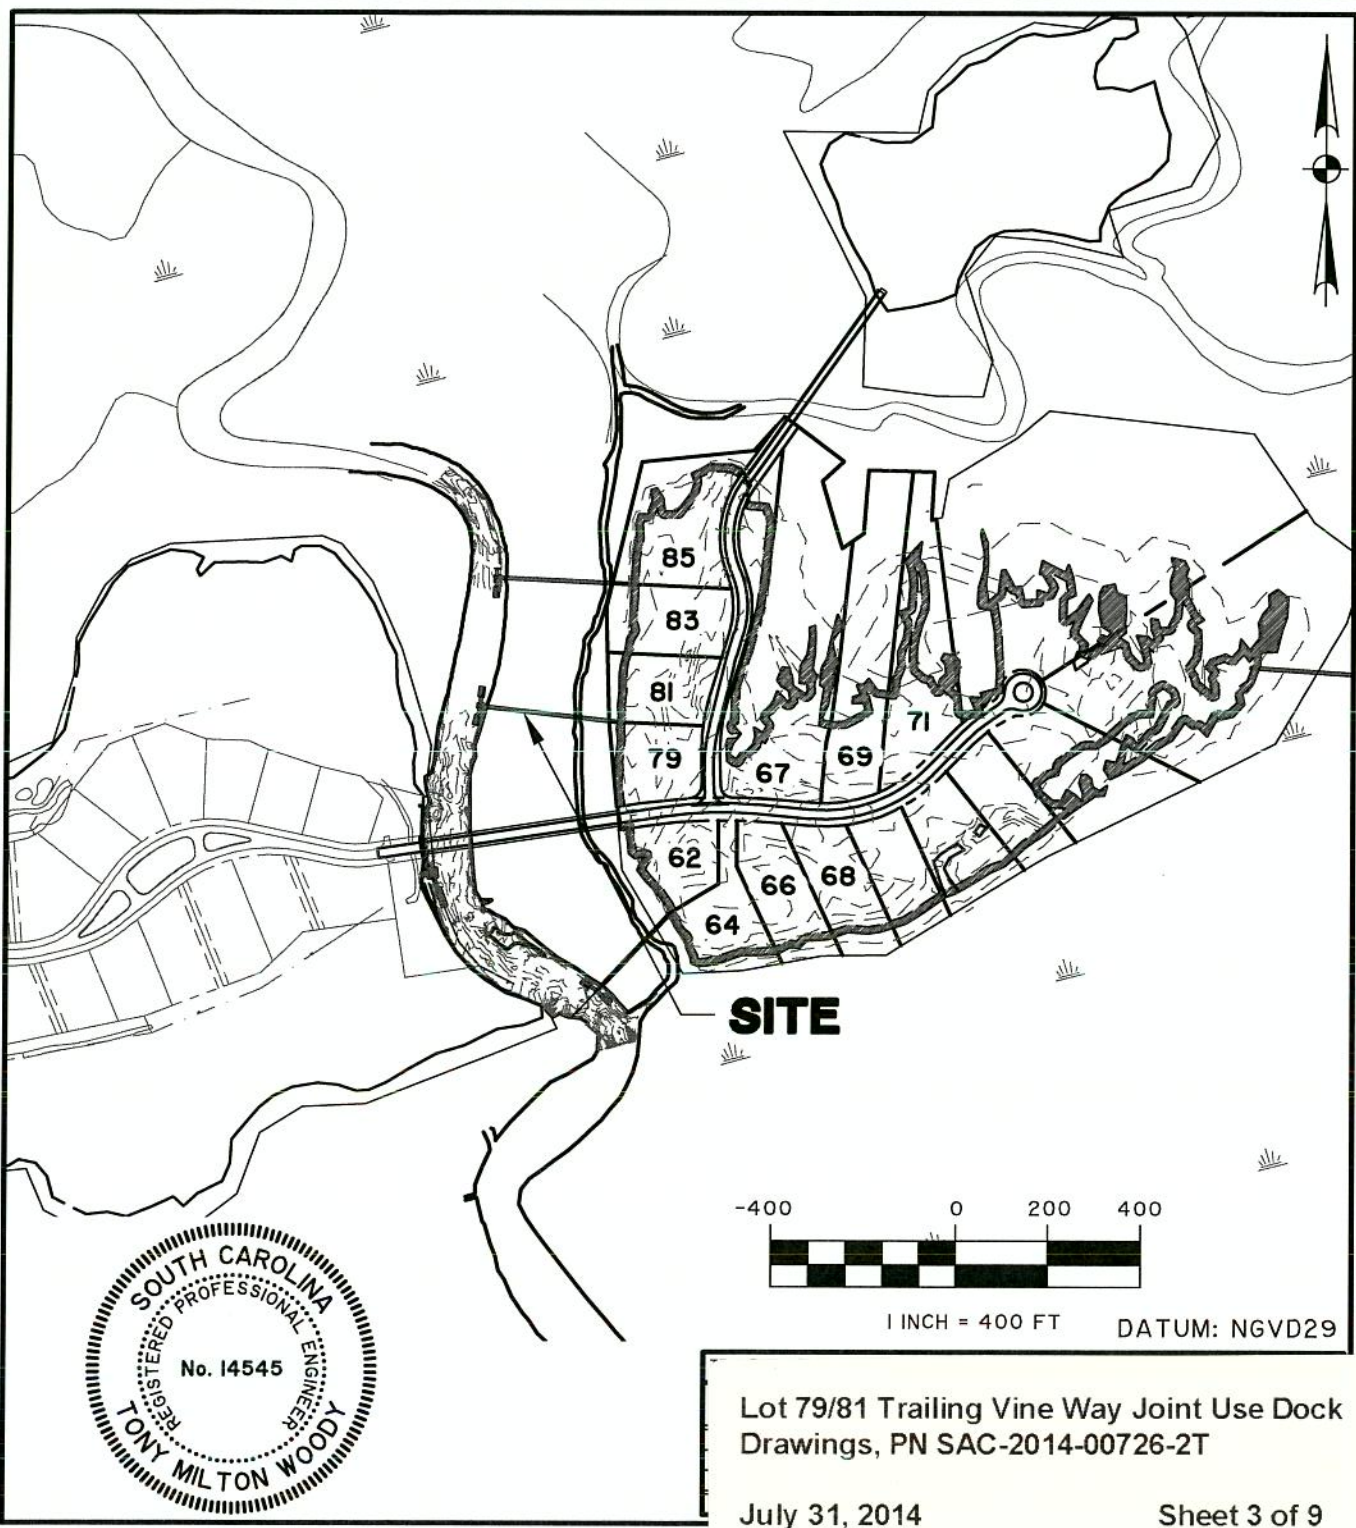 85
83
81
79
67
69
71
62
66
68
64
SITE
-400 0 200 400
1 INCH = 400 FT
DATUM: NGVD29
SOUTH CAROLINA
REGISTERED PROFESSIONAL ENGINEER
No. 14545
TONY MILTON WOODY
Lot 79/81 Trailing Vine Way Joint Use Dock
Drawings, PN SAC-2014-00726-2T
July 31, 2014 Sheet 3 of 9